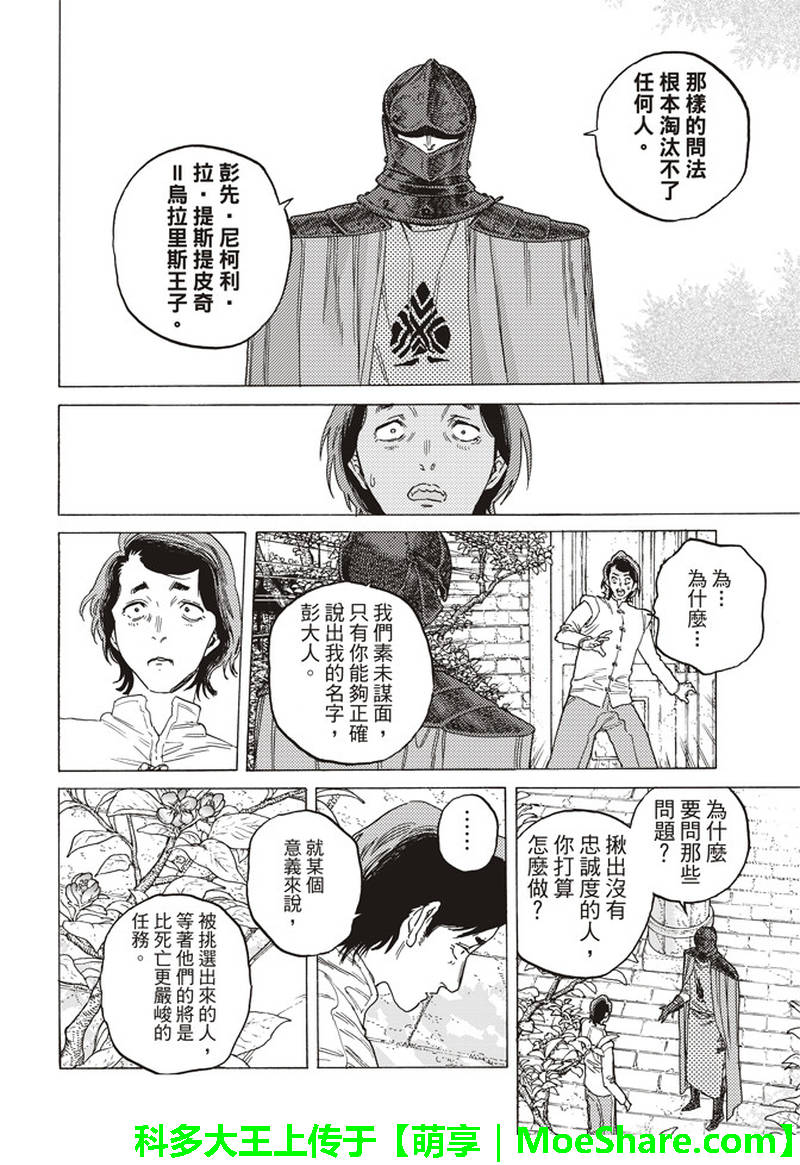 那樣的問法
根本淘汰不了
任何人。
彭先・尼柯利・
拉・提斯提皮奇
＝烏拉里斯王子。
為…
為什麼…
我們素未謀面，
只有你能夠正確
說出我的名字，
彭大人。
為什麼
要問那些
問題？
揪出沒有
忠誠度的人，
你打算
怎麼做？
……
就某個
意義來說，
被挑選出來的人，
等著他們的將是
比死亡更嚴峻的
任務。
科多大王上传于【萌享|MoeShare.com】